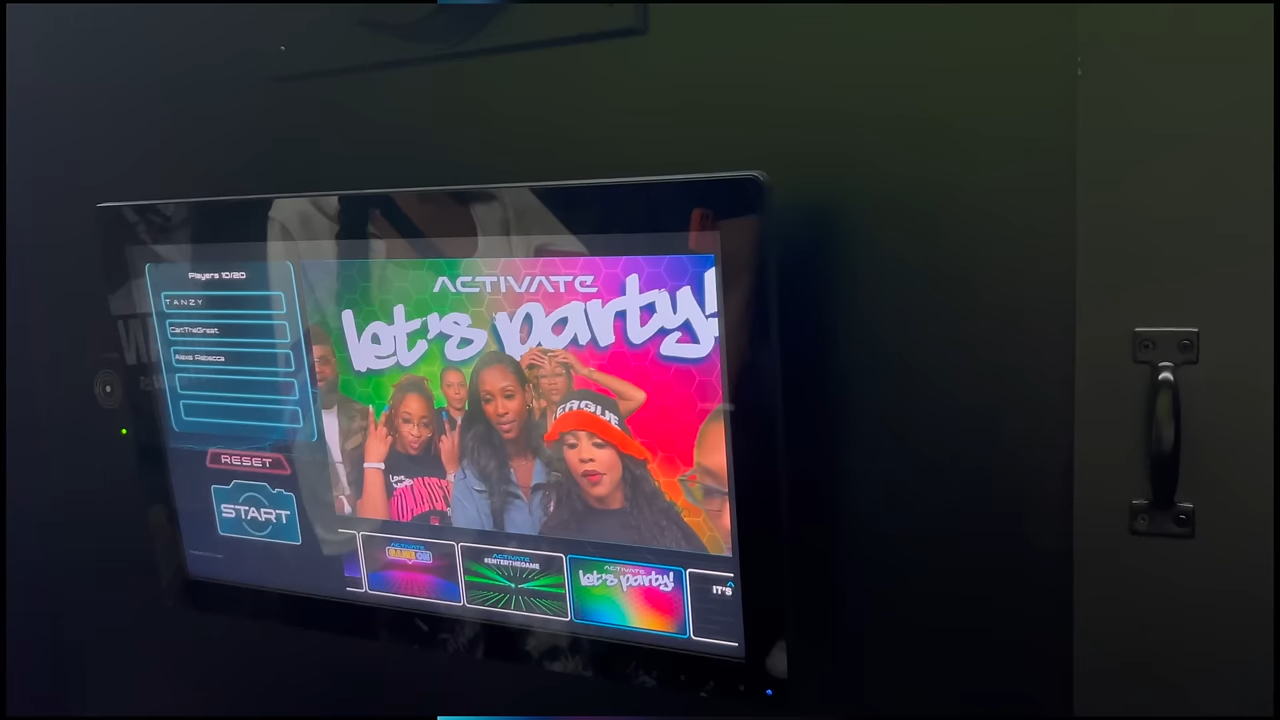 Players 10/20
TANZY
CartTheGreat
Alexis Rebecca
RESET
START
ACTIVATE
let's party!
LEAGUE
ACTIVATE
GAME ON
ACTIVATE
#ENTERTHEGAME
ACTIVATE
let's party!
IT'S